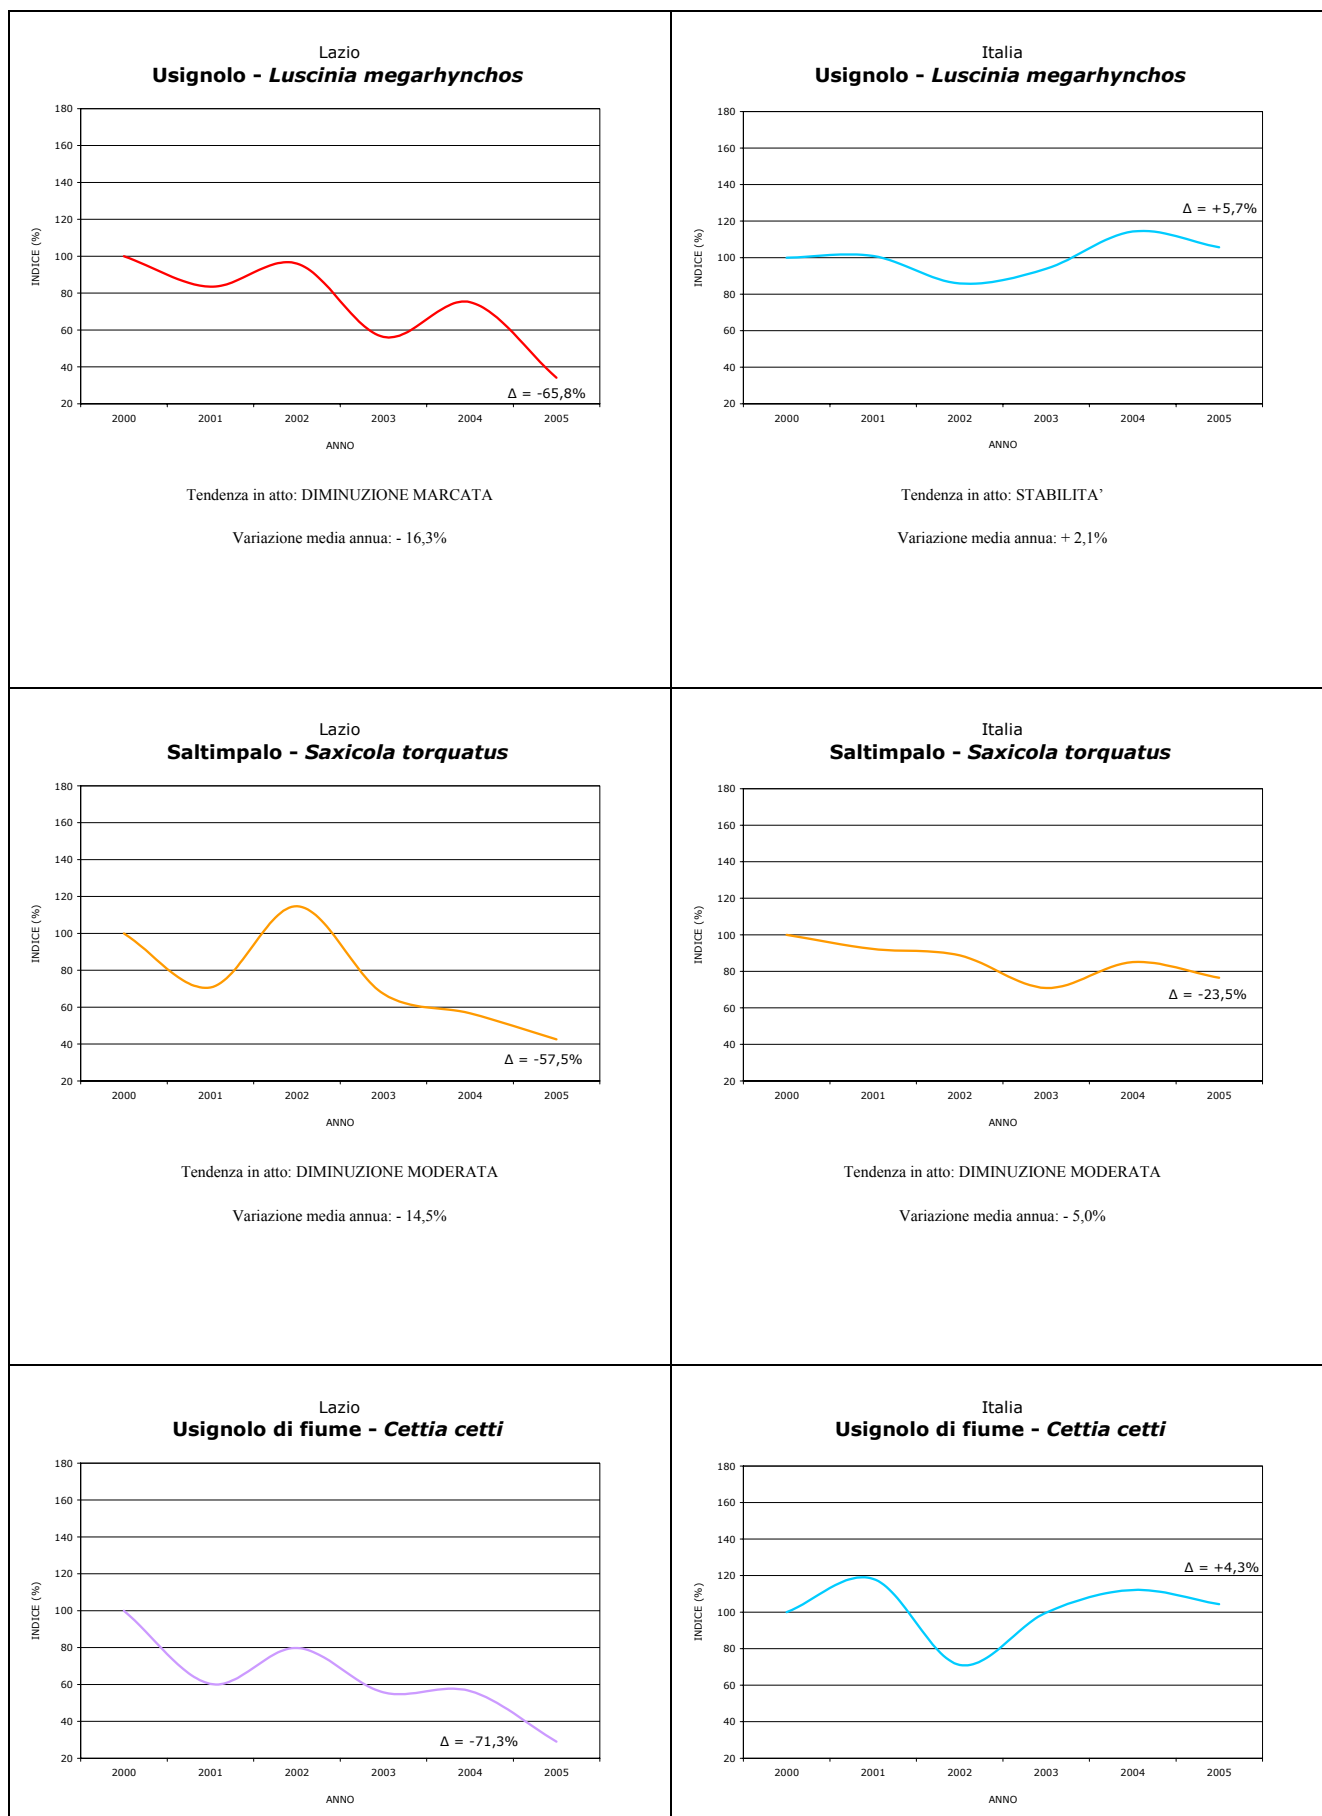 Lazio
Usignolo - Luscinia megarhynchos
180
160
140
120
100
80
60
40
20
INDICE (%)
Δ = -65,8%
2000 2001 2002 2003 2004 2005
ANNO
Tendenza in atto: DIMINUZIONE MARCATA
Variazione media annua: - 16,3%
Italia
Usignolo - Luscinia megarhynchos
180
160
140
120
100
80
60
40
20
INDICE (%)
Δ = +5,7%
2000 2001 2002 2003 2004 2005
ANNO
Tendenza in atto: STABILITA’
Variazione media annua: + 2,1%
Lazio
Saltimpalo - Saxicola torquatus
180
160
140
120
100
80
60
40
20
INDICE (%)
Δ = -57,5%
2000 2001 2002 2003 2004 2005
ANNO
Tendenza in atto: DIMINUZIONE MODERATA
Variazione media annua: - 14,5%
Italia
Saltimpalo - Saxicola torquatus
180
160
140
120
100
80
60
40
20
INDICE (%)
Δ = -23,5%
2000 2001 2002 2003 2004 2005
ANNO
Tendenza in atto: DIMINUZIONE MODERATA
Variazione media annua: - 5,0%
Lazio
Usignolo di fiume - Cettia cetti
180
160
140
120
100
80
60
40
20
INDICE (%)
Δ = -71,3%
2000 2001 2002 2003 2004 2005
ANNO
Italia
Usignolo di fiume - Cettia cetti
180
160
140
120
100
80
60
40
20
INDICE (%)
Δ = +4,3%
2000 2001 2002 2003 2004 2005
ANNO